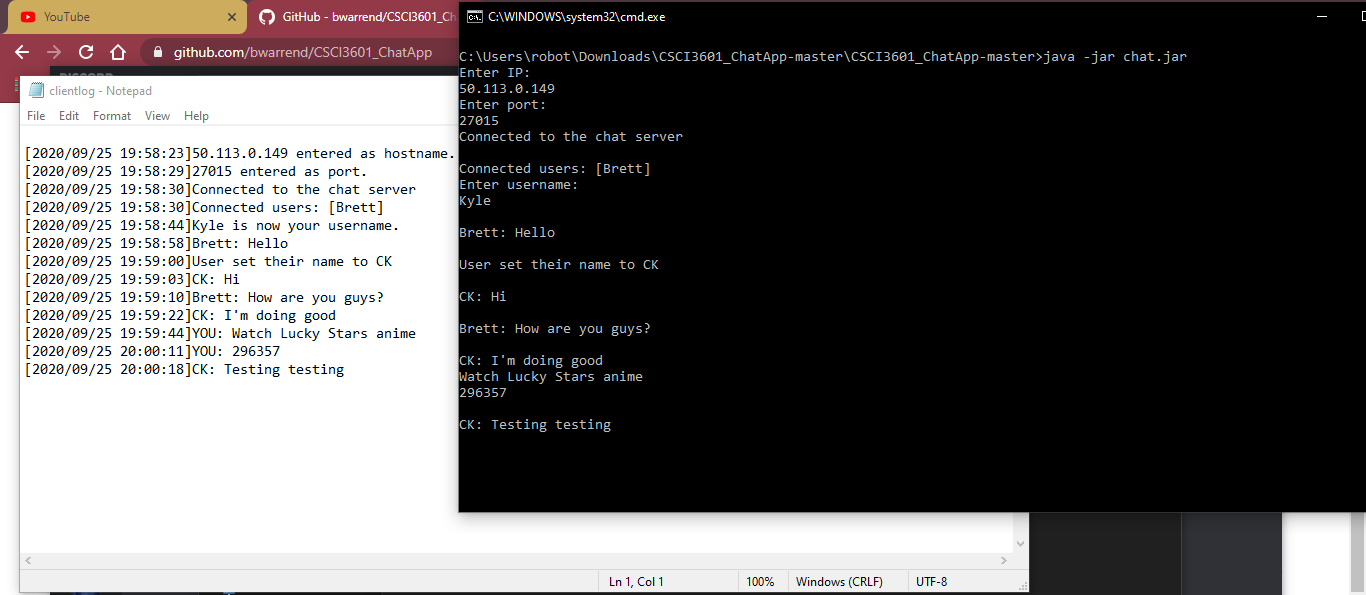 YouTube
GitHub - bwarrend/CSCI3601_Ch
github.com/bwarrend/CSCI3601_ChatApp
clientlog - Notepad
File Edit Format View Help
[2020/09/25 19:58:23]50.113.0.149 entered as hostname.
[2020/09/25 19:58:29]27015 entered as port.
[2020/09/25 19:58:30]Connected to the chat server
[2020/09/25 19:58:30]Connected users: [Brett]
[2020/09/25 19:58:44]Kyle is now your username.
[2020/09/25 19:58:58]Brett: Hello
[2020/09/25 19:59:00]User set their name to CK
[2020/09/25 19:59:03]CK: Hi
[2020/09/25 19:59:10]Brett: How are you guys?
[2020/09/25 19:59:22]CK: I'm doing good
[2020/09/25 19:59:44]YOU: Watch Lucky Stars anime
[2020/09/25 20:00:11]YOU: 296357
[2020/09/25 20:00:18]CK: Testing testing
Ln 1, Col 1 100% Windows (CRLF) UTF-8
C:\WINDOWS\system32\cmd.exe
C:\Users\robot\Downloads\CSCI3601_ChatApp-master\CSCI3601_ChatApp-master>java -jar chat.jar
Enter IP:
50.113.0.149
Enter port:
27015
Connected to the chat server
Connected users: [Brett]
Enter username:
Kyle
Brett: Hello
User set their name to CK
CK: Hi
Brett: How are you guys?
CK: I'm doing good
Watch Lucky Stars anime
296357
CK: Testing testing